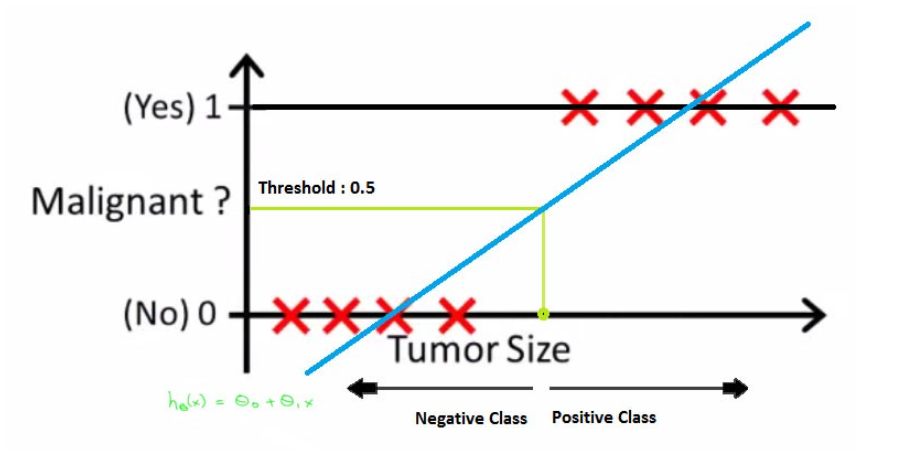 (Yes) 1
Threshold : 0.5
Malignant ?
(No) 0
Tumor Size
hθ(x) = θ₀ + θ₁x
Negative Class
Positive Class